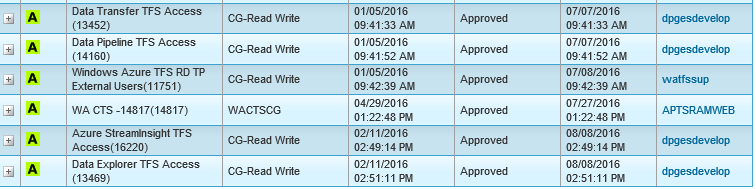 A Data Transfer TFS Access CG-Read Write 01/05/2016 Approved 07/07/2016 dpgesdevelop
(13452) 09:41:33 AM 09:41:33 AM
A Data Pipeline TFS Access CG-Read Write 01/05/2016 Approved 07/07/2016 dpgesdevelop
(14160) 09:41:52 AM 09:41:52 AM
A Windows Azure TFS RD TP CG-Read Write 01/05/2016 Approved 07/08/2016 watfssup
External Users(11751) 09:42:39 AM 09:42:39 AM
A WA CTS -14817(14817) WACTSCG 04/29/2016 Approved 07/27/2016 APTSRAMWEB
01:22:48 PM 01:22:48 PM
A Azure StreamInsight TFS CG-Read Write 02/11/2016 Approved 08/08/2016 dpgesdevelop
Access(16220) 02:49:14 PM 02:49:14 PM
A Data Explorer TFS Access CG-Read Write 02/11/2016 Approved 08/08/2016 dpgesdevelop
(13469) 02:51:11 PM 02:51:11 PM